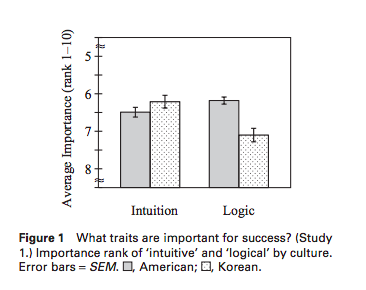 Average Importance (rank 1–10)
5
6
7
8
Intuition Logic
Figure 1 What traits are important for success? (Study
1.) Importance rank of ‘intuitive’ and ‘logical’ by culture.
Error bars = SEM. , American; , Korean.